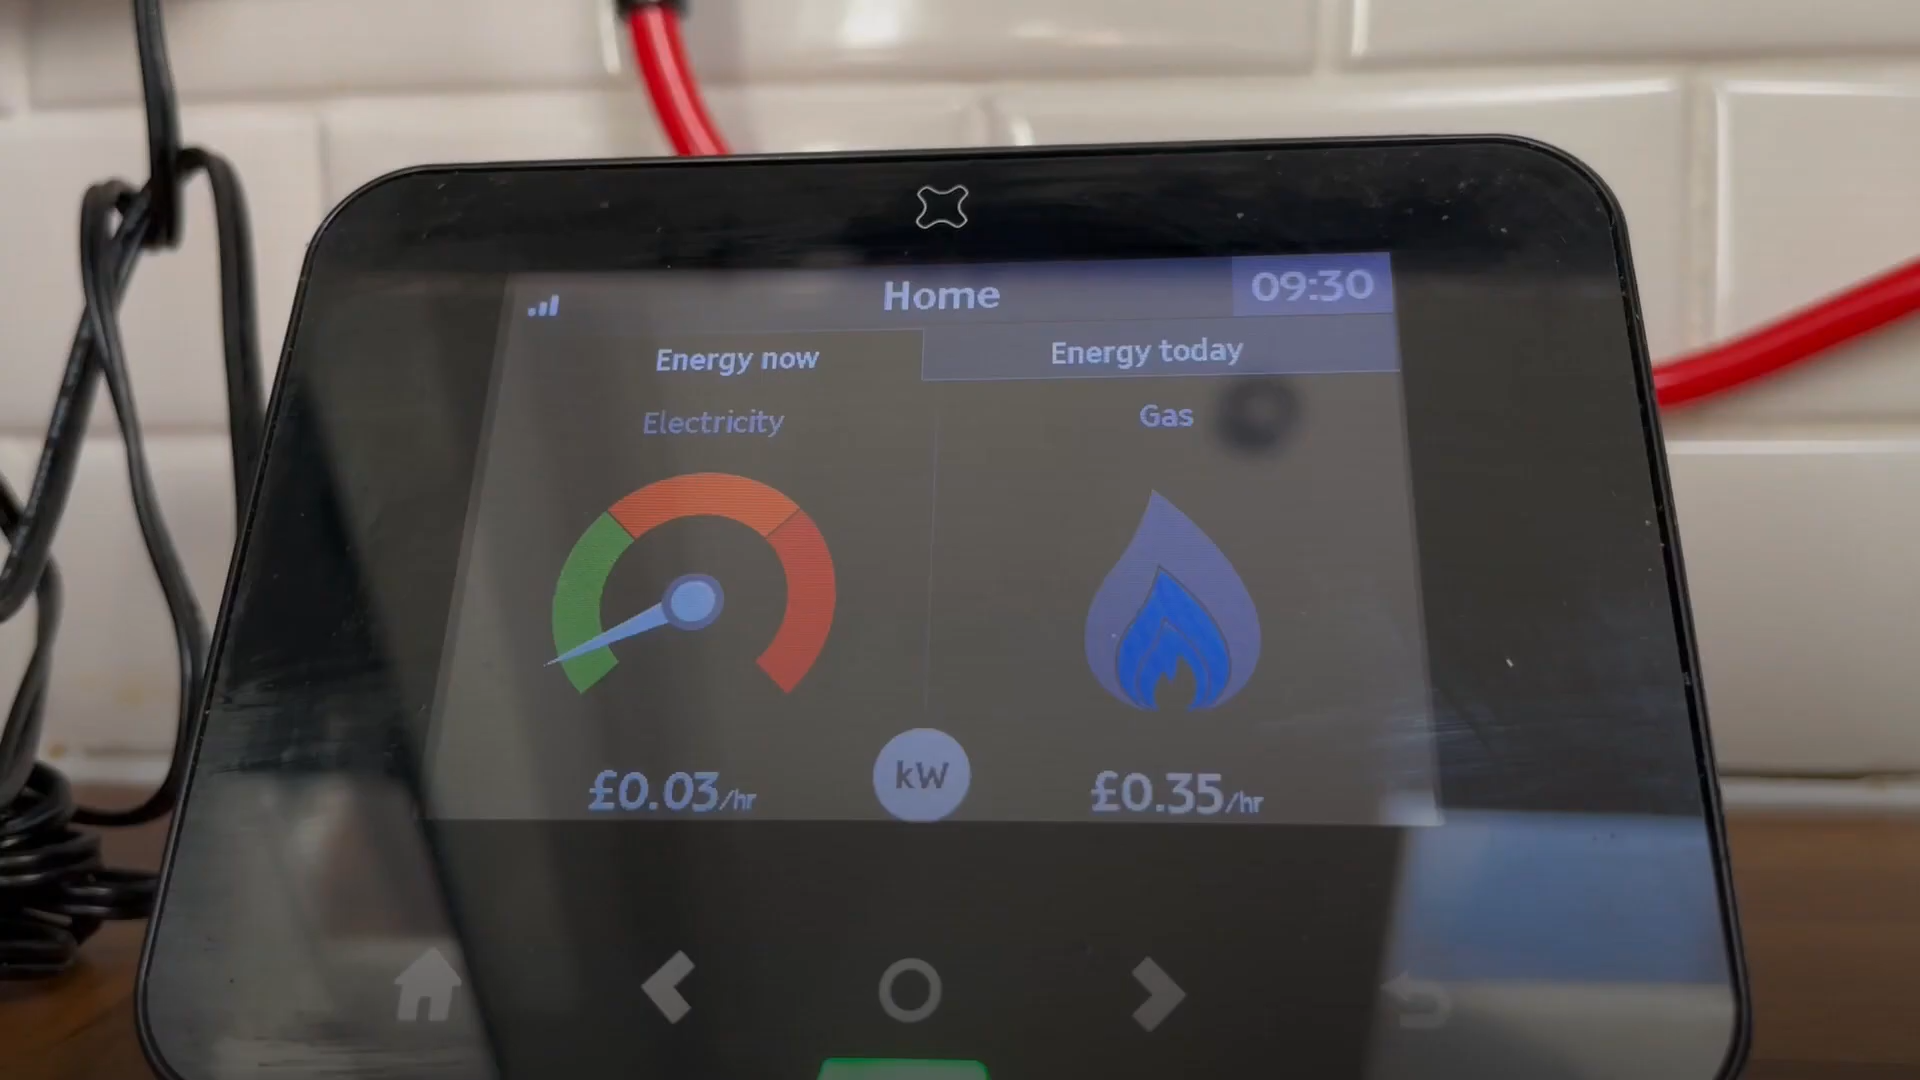 Home
09:30
Energy now
Energy today
Electricity
Gas
£0.03/hr
kW
£0.35/hr